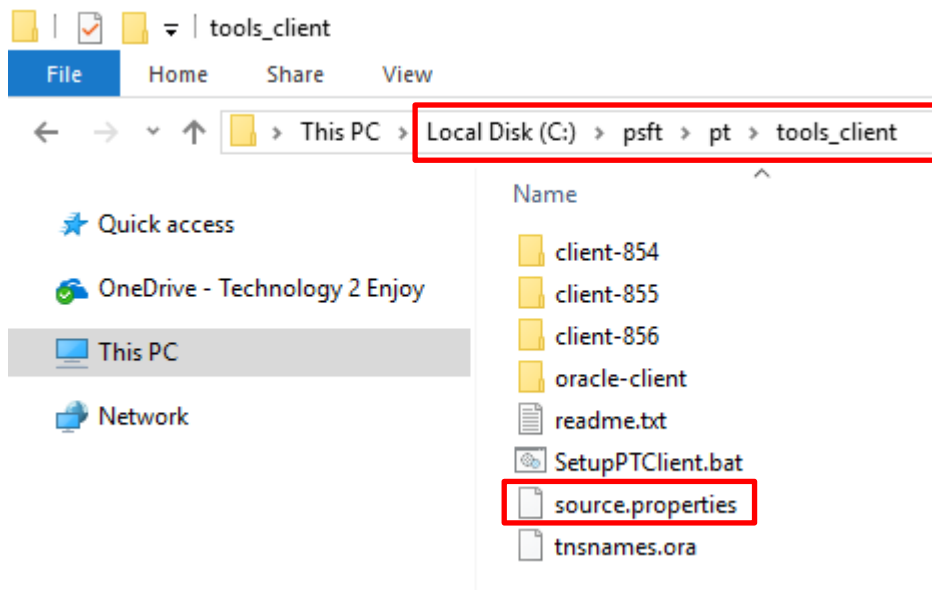 tools_client
File Home Share View
This PC > Local Disk (C:) > psft > pt > tools_client
Name
Quick access
OneDrive - Technology 2 Enjoy
This PC
Network
client-854
client-855
client-856
oracle-client
readme.txt
SetupPTClient.bat
source.properties
tnsnames.ora